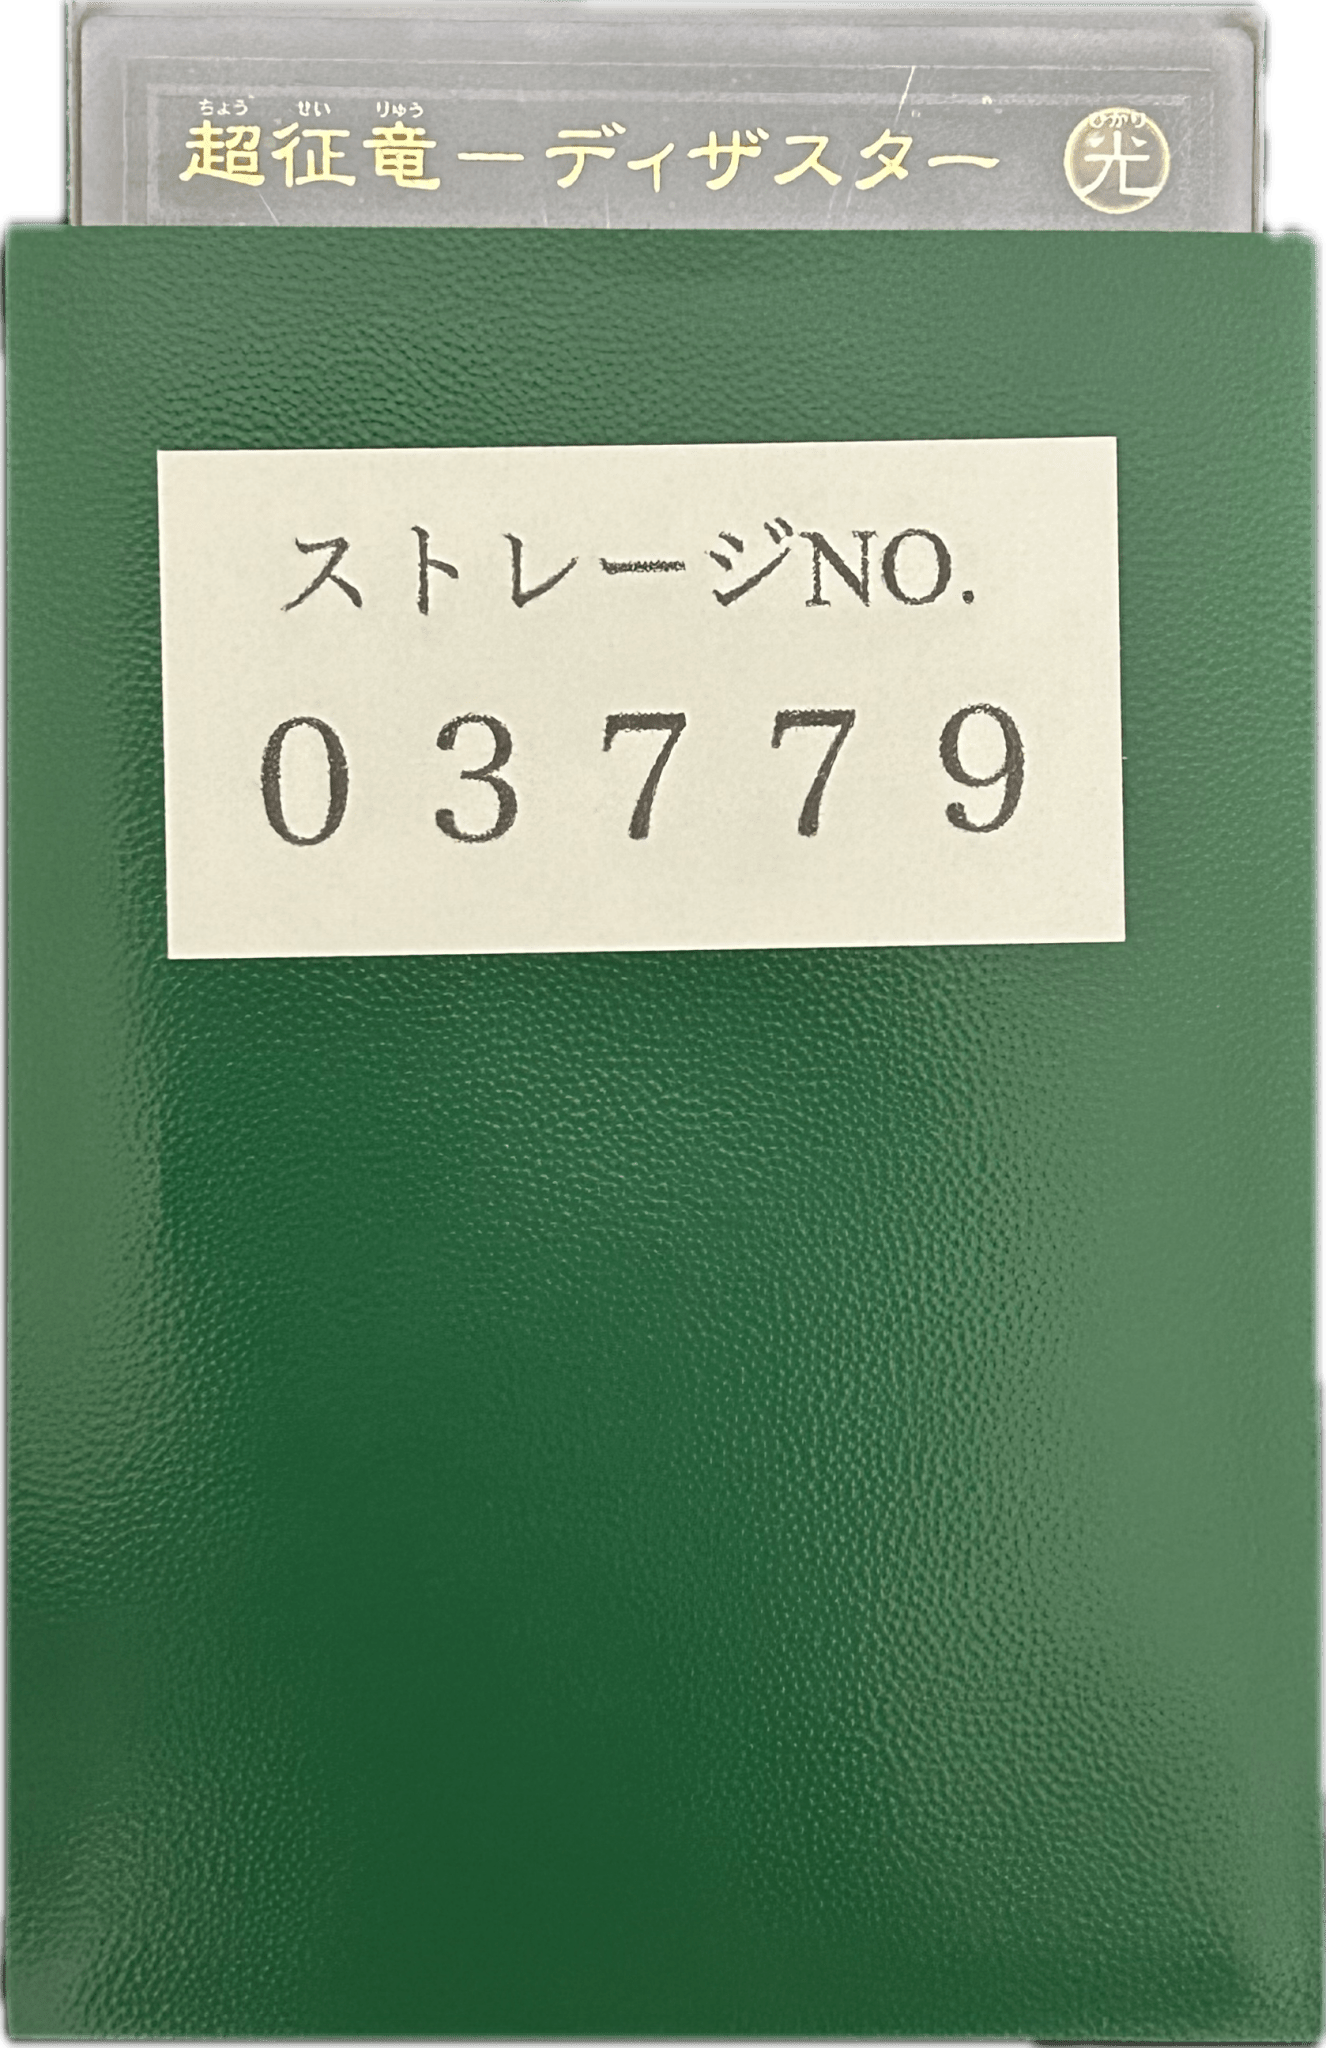 ちょう せい りゅう
超征竜－ディザスター
ひかり
光
ストレージNO.
03779